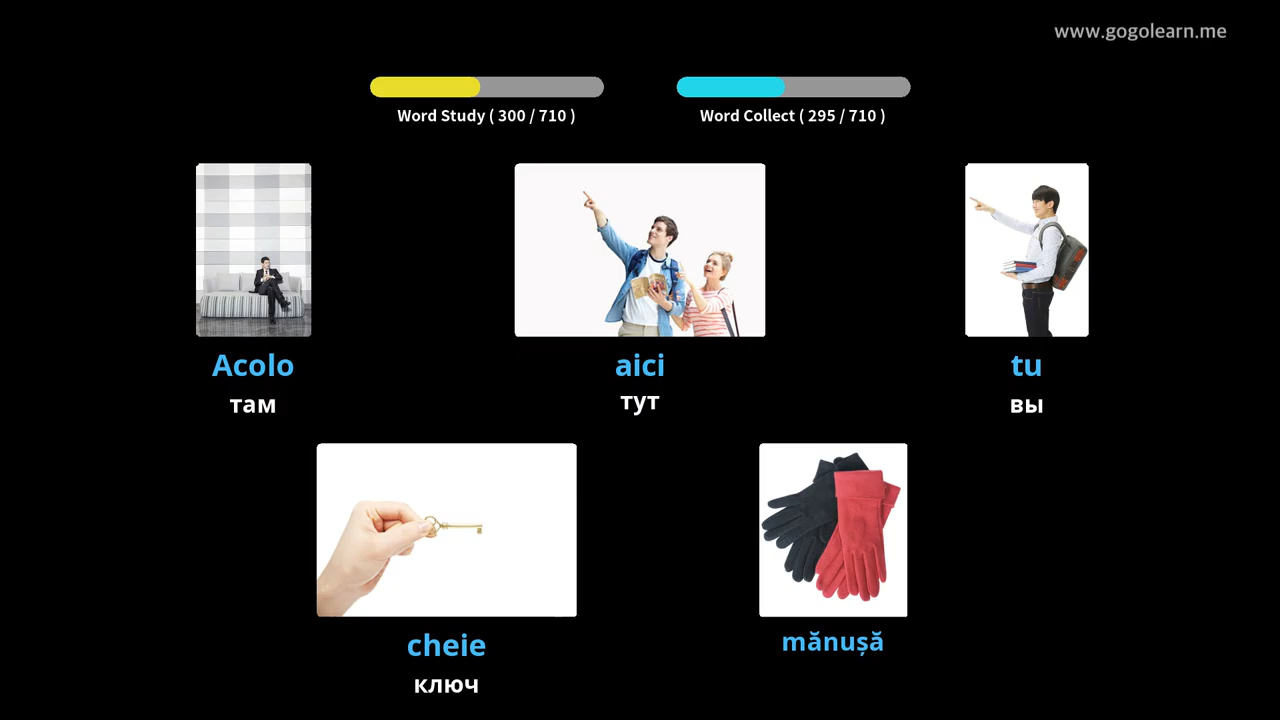 www.gogolearn.me
Word Study ( 300 / 710 )
Word Collect ( 295 / 710 )
Acolo
там
aici
тут
tu
вы
cheie
ключ
mănușă